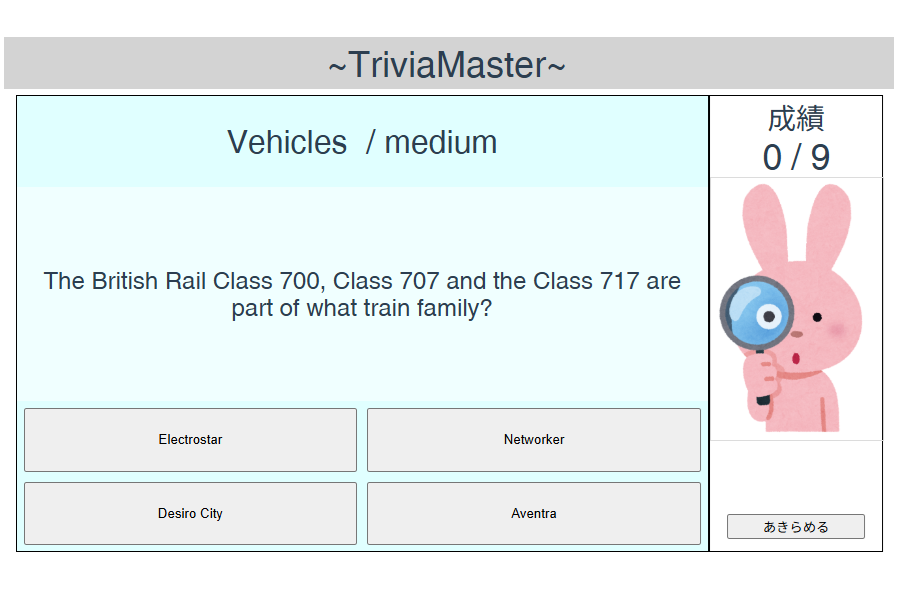 ~TriviaMaster~
Vehicles / medium
The British Rail Class 700, Class 707 and the Class 717 are
part of what train family?
Electrostar
Networker
Desiro City
Aventra
成績
0 / 9
あきらめる